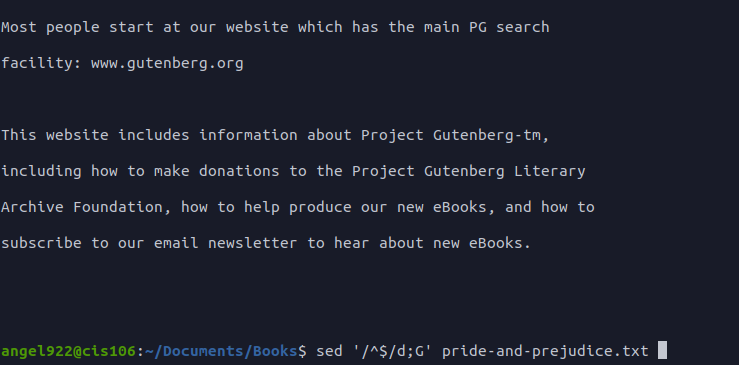 Most people start at our website which has the main PG search
facility: www.gutenberg.org
This website includes information about Project Gutenberg-tm,
including how to make donations to the Project Gutenberg Literary
Archive Foundation, how to help produce our new eBooks, and how to
subscribe to our email newsletter to hear about new eBooks.
angel922@cis106:~/Documents/Books$ sed '/^$/d;G' pride-and-prejudice.txt